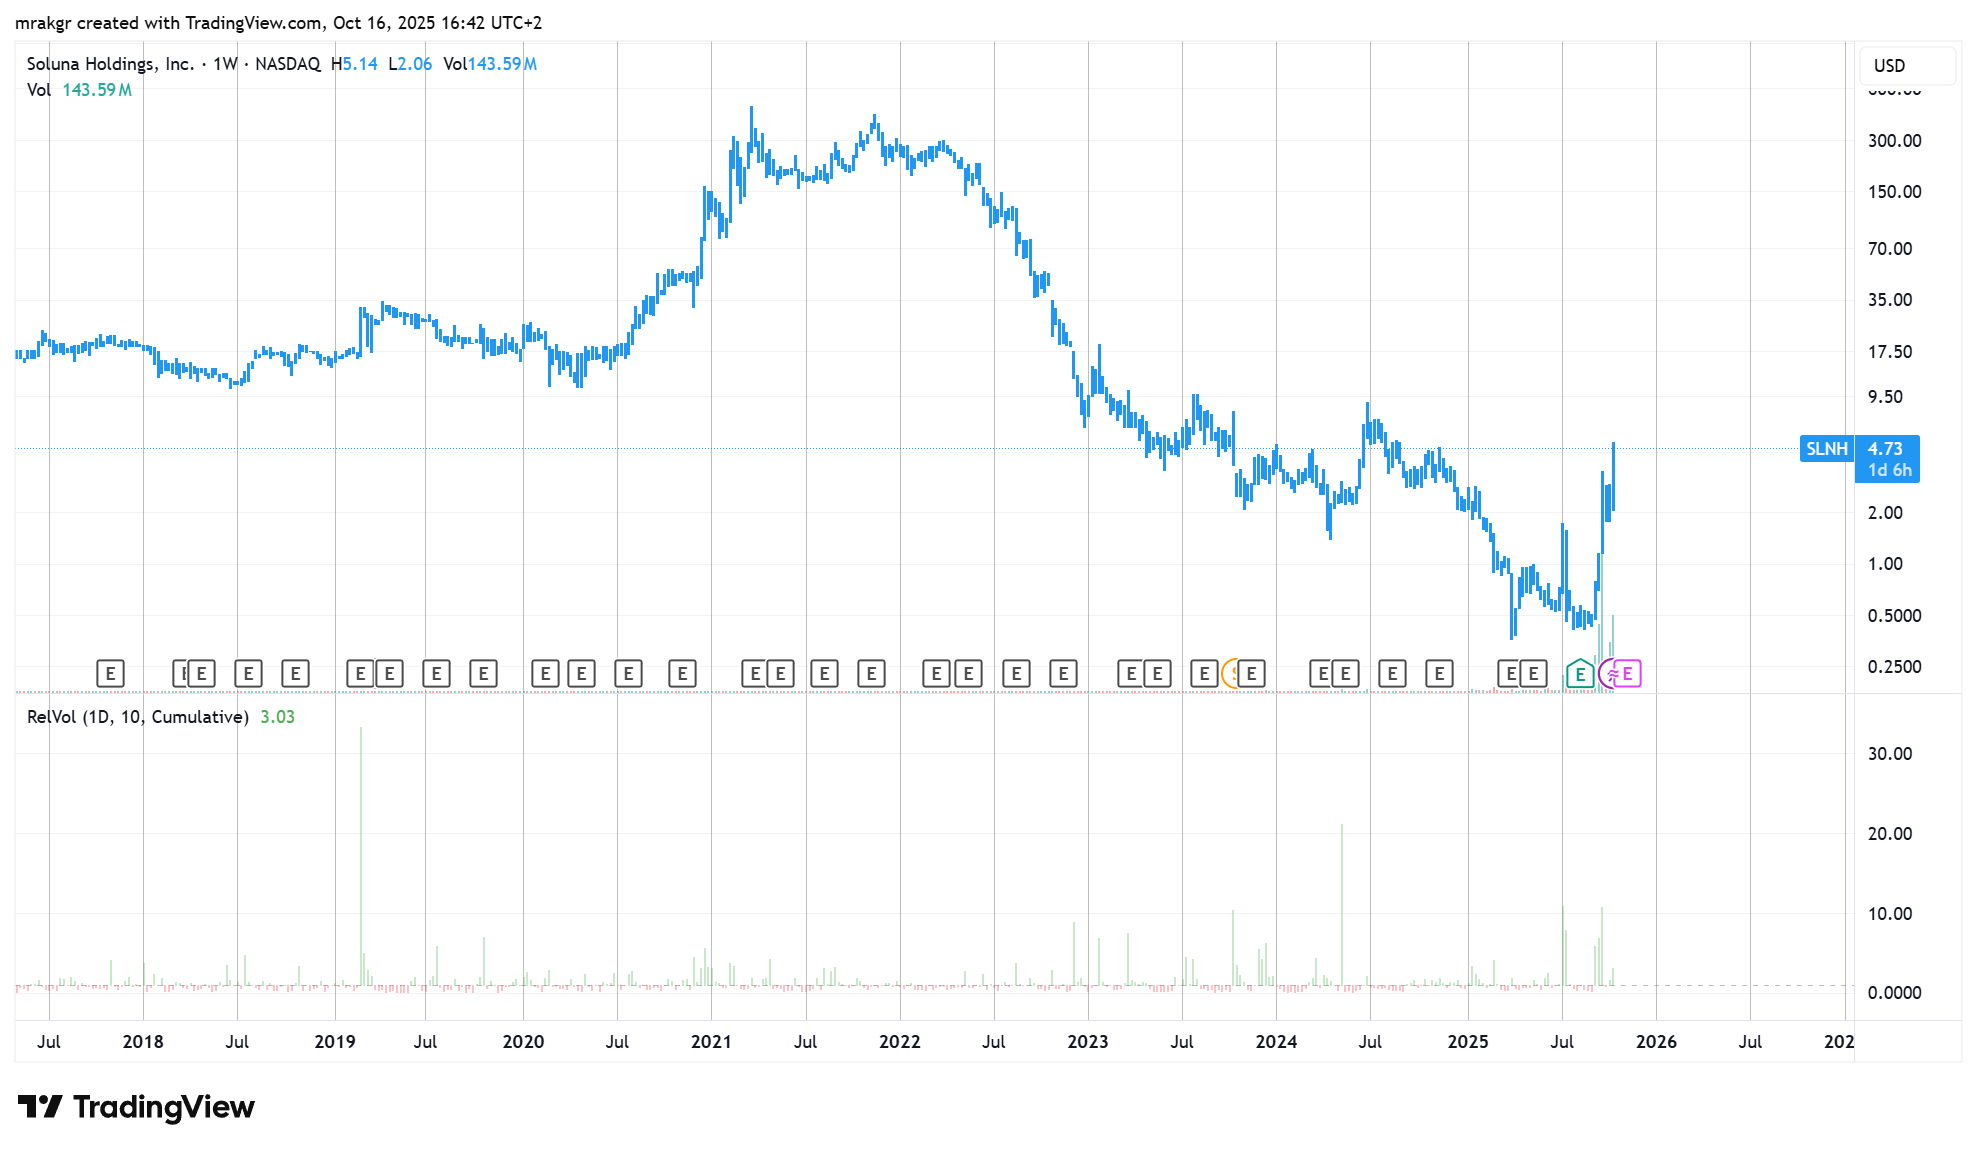 mrakgr created with TradingView.com, Oct 16, 2025 16:42 UTC+2
Soluna Holdings, Inc. · 1W · NASDAQ H5.14 L2.06 Vol143.59M
Vol 143.59M
USD
300.00
150.00
70.00
35.00
17.50
9.50
SLNH 4.73
1d 6h
2.00
1.00
0.5000
0.2500
E E E E E E E E E E E E E E E E E E E E E E E E E E E E E E E E E E E
RelVol (1D, 10, Cumulative) 3.03
30.00
20.00
10.00
0.0000
Jul 2018 Jul 2019 Jul 2020 Jul 2021 Jul 2022 Jul 2023 Jul 2024 Jul 2025 Jul 2026 Jul 202
TradingView